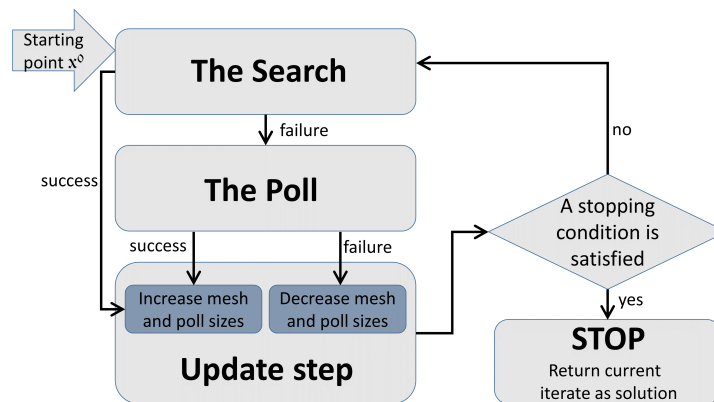 Starting
point x⁰
The Search
failure
no
success
The Poll
A stopping
condition is
satisfied
success
failure
Increase mesh
and poll sizes
Decrease mesh
and poll sizes
yes
STOP
Update step
Return current
iterate as solution